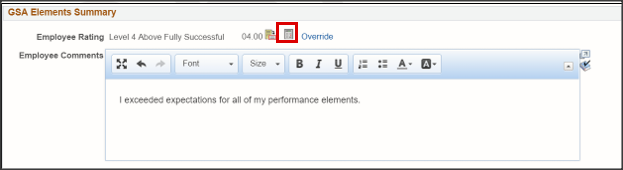 GSA Elements Summary
Employee Rating Level 4 Above Fully Successful 04.00 Override
Employee Comments
Font Size B I U A A
I exceeded expectations for all of my performance elements.